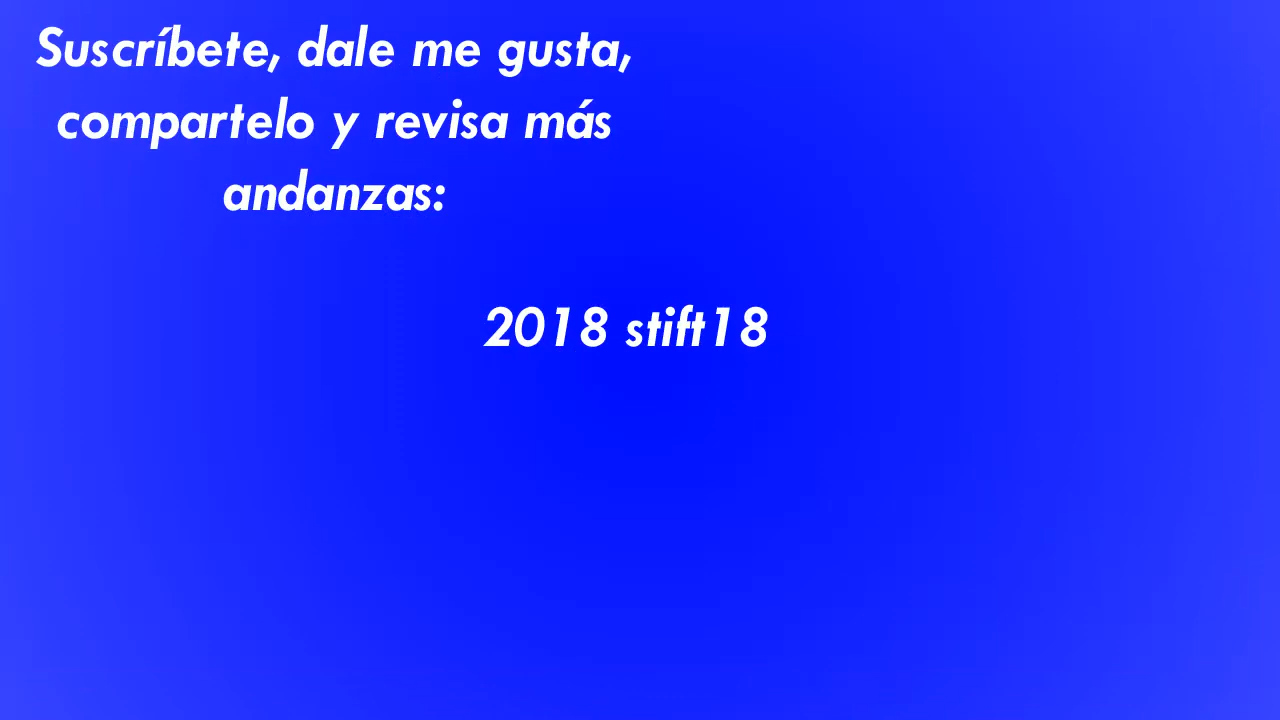 Suscríbete, dale me gusta,
compartelo y revisa más
andanzas:
2018 stift18